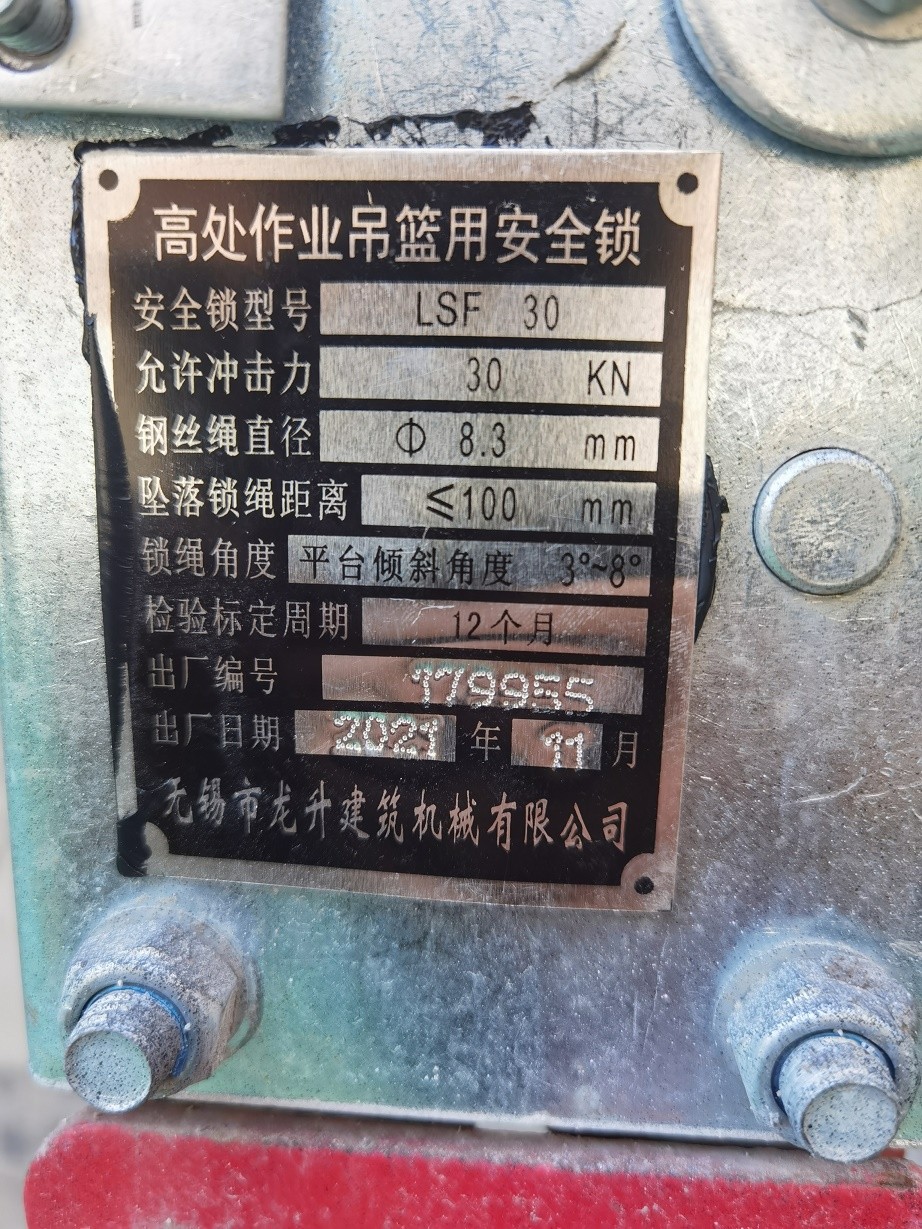 高处作业吊篮用安全锁
安全锁型号 LSF 30
允许冲击力 30 KN
钢丝绳直径 Φ 8.3 mm
坠落锁绳距离 ≤100 mm
锁绳角度 平台倾斜角度 3°~8°
检验标定周期 12个月
出厂编号 179955
出厂日期 2021 年 11 月
无锡市龙升建筑机械有限公司